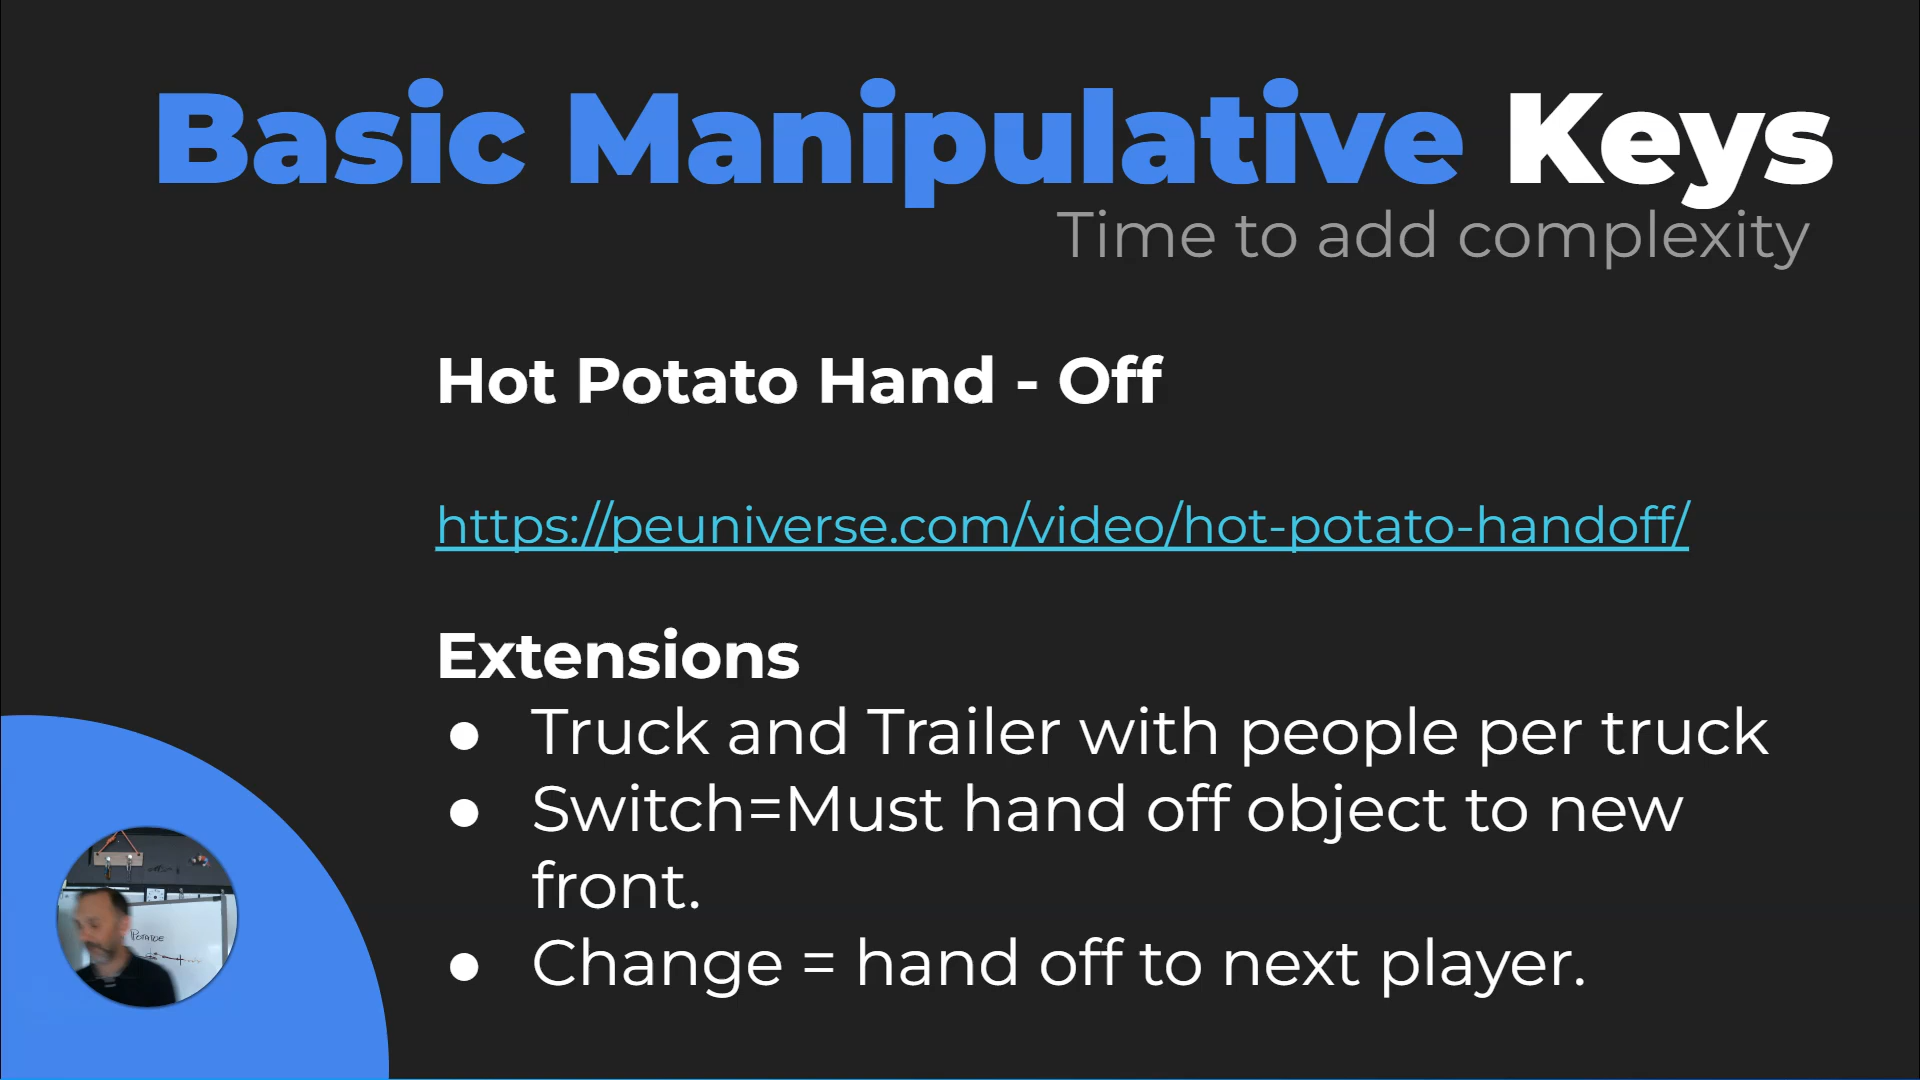 Basic Manipulative Keys
Time to add complexity
Hot Potato Hand - Off
https://peuniverse.com/video/hot-potato-handoff/
Extensions
● Truck and Trailer with people per truck
● Switch=Must hand off object to new
front.
● Change = hand off to next player.